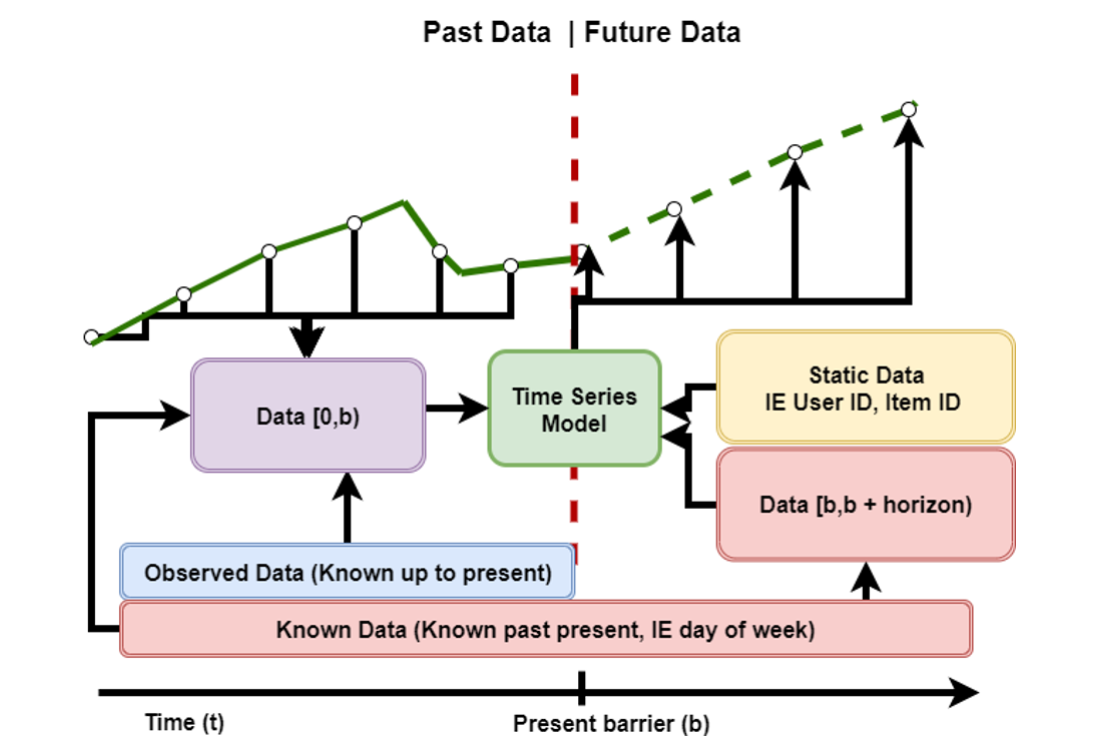 Past Data | Future Data
Data [0,b)
Time Series
Model
Static Data
IE User ID, Item ID
Data [b,b + horizon)
Observed Data (Known up to present)
Known Data (Known past present, IE day of week)
Time (t)
Present barrier (b)